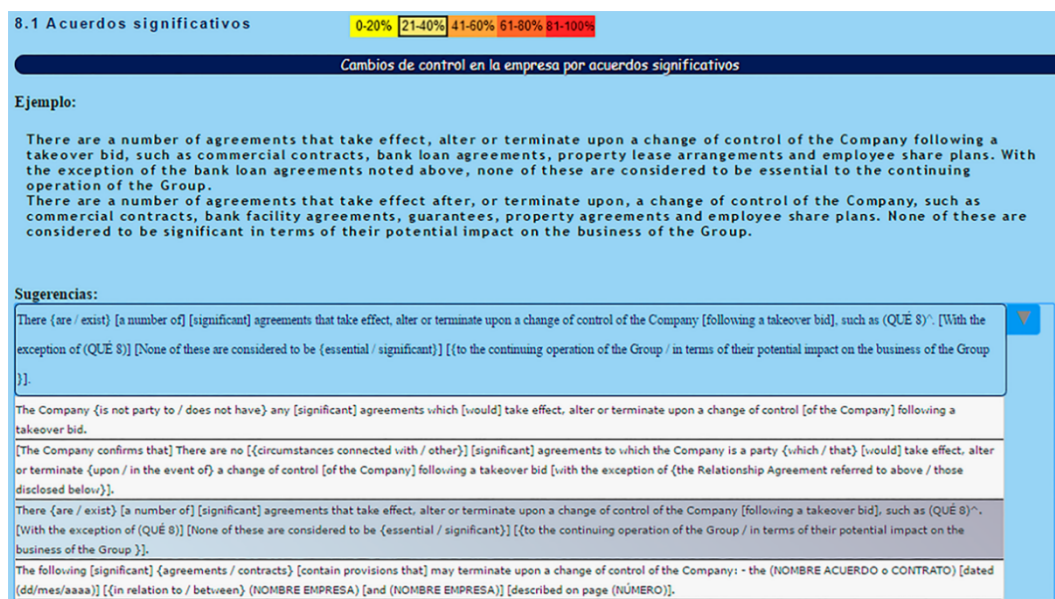 8.1 Acuerdos significativos
0-20% 21-40% 41-60% 61-80% 81-100%
Cambios de control en la empresa por acuerdos significativos
Ejemplo:
There are a number of agreements that take effect, alter or terminate upon a change of control of the Company following a
takeover bid, such as commercial contracts, bank loan agreements, property lease arrangements and employee share plans. With
the exception of the bank loan agreements noted above, none of these are considered to be essential to the continuing
operation of the Group.
There are a number of agreements that take effect after, or terminate upon, a change of control of the Company, such as
commercial contracts, bank facility agreements, guarantees, property agreements and employee share plans. None of these are
considered to be significant in terms of their potential impact on the business of the Group.
Sugerencias:
There {are / exist} [a number of] [significant] agreements that take effect, alter or terminate upon a change of control of the Company [following a takeover bid], such as (QUÉ 8)^. [With the
exception of (QUÉ 8)] [None of these are considered to be {essential / significant}] [{to the continuing operation of the Group / in terms of their potential impact on the business of the Group
}].
The Company {is not party to / does not have} any [significant] agreements which [would] take effect, alter or terminate upon a change of control [of the Company] following a
takeover bid.
[The Company confirms that] There are no [{circumstances connected with / other}] [significant] agreements to which the Company is a party {which / that} [would] take effect, alter
or terminate {upon / in the event of} a change of control [of the Company] following a takeover bid [with the exception of {the Relationship Agreement referred to above / those
disclosed below}].
There {are / exist} [a number of] [significant] agreements that take effect, alter or terminate upon a change of control of the Company [following a takeover bid], such as (QUÉ 8)^.
[With the exception of (QUÉ 8)] [None of these are considered to be {essential / significant}] [{to the continuing operation of the Group / in terms of their potential impact on the
business of the Group }].
The following [significant] {agreements / contracts} [contain provisions that] may terminate upon a change of control of the Company: - the (NOMBRE ACUERDO o CONTRATO) [dated
(dd/mes/aaaa)] [{in relation to / between} (NOMBRE EMPRESA) [and (NOMBRE EMPRESA)] [described on page (NÚMERO)].